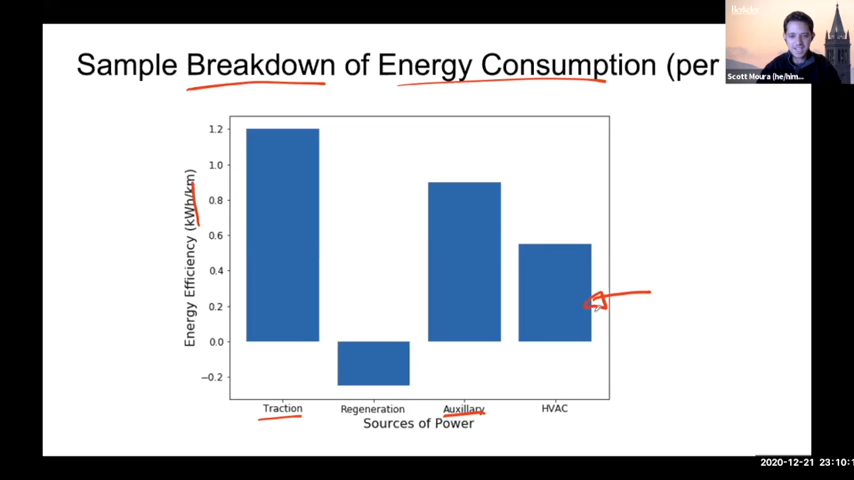 Sample Breakdown of Energy Consumption (per
Berkeley
Scott Moura (he/him...
Energy Efficiency (kWh/km)
1.2
1.0
0.8
0.6
0.4
0.2
0.0
−0.2
Traction
Regeneration
Auxillary
HVAC
Sources of Power
2020-12-21 23:10:1